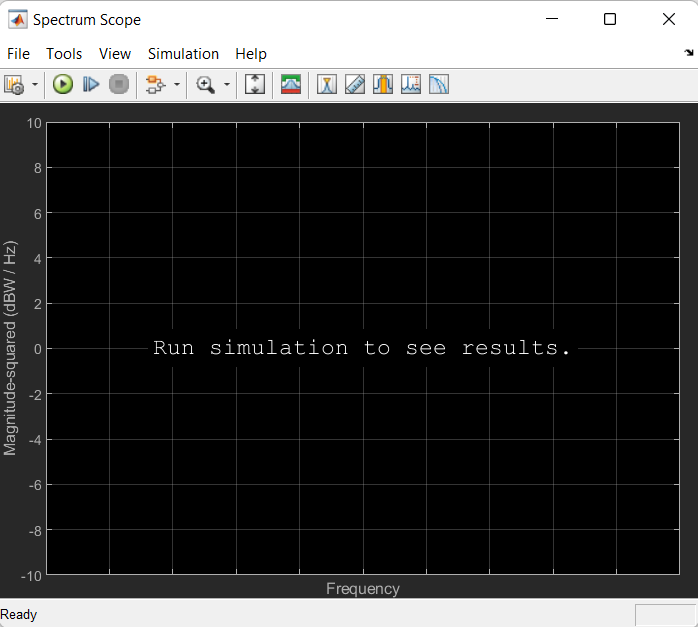 Spectrum Scope
File Tools View Simulation Help
10
8
6
4
2
0
-2
-4
-6
-8
-10
Magnitude-squared (dBW / Hz)
Run simulation to see results.
Frequency
Ready